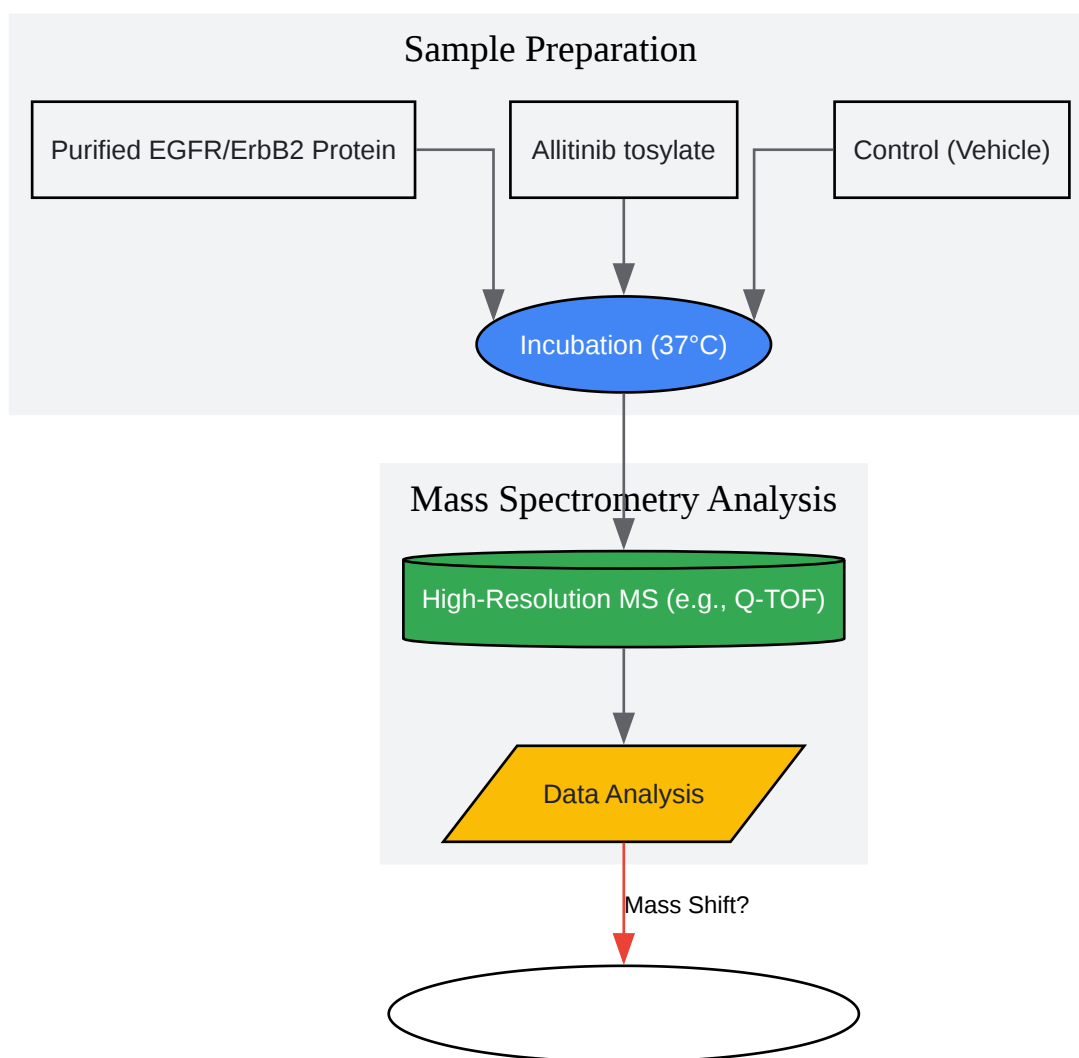 Sample Preparation
Purified EGFR/ErbB2 Protein
Allitinib tosylate
Control (Vehicle)
Incubation (37°C)
Mass Spectrometry Analysis
High-Resolution MS (e.g., Q-TOF)
Data Analysis
Mass Shift?